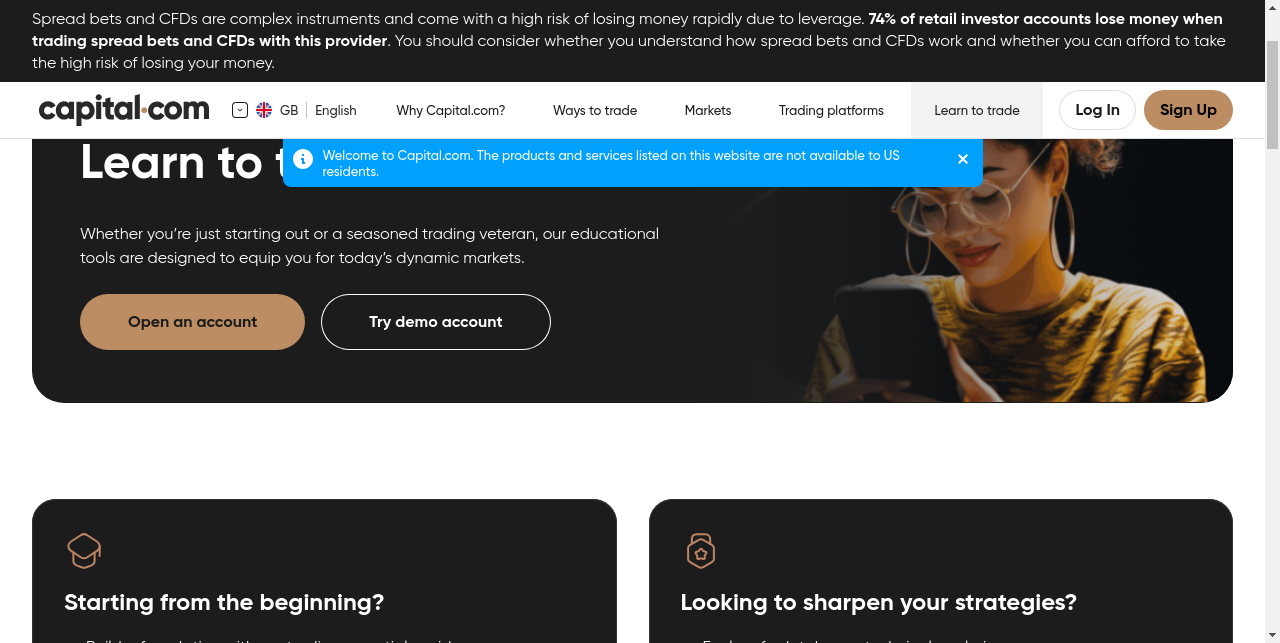 Spread bets and CFDs are complex instruments and come with a high risk of losing money rapidly due to leverage. 74% of retail investor accounts lose money when
trading spread bets and CFDs with this provider. You should consider whether you understand how spread bets and CFDs work and whether you can afford to take
the high risk of losing your money.
capital.com
GB
English
Why Capital.com?
Ways to trade
Markets
Trading platforms
Learn to trade
Log In
Sign Up
Learn to
Welcome to Capital.com. The products and services listed on this website are not available to US
residents.
Whether you’re just starting out or a seasoned trading veteran, our educational
tools are designed to equip you for today’s dynamic markets.
Open an account
Try demo account
Starting from the beginning?
Looking to sharpen your strategies?